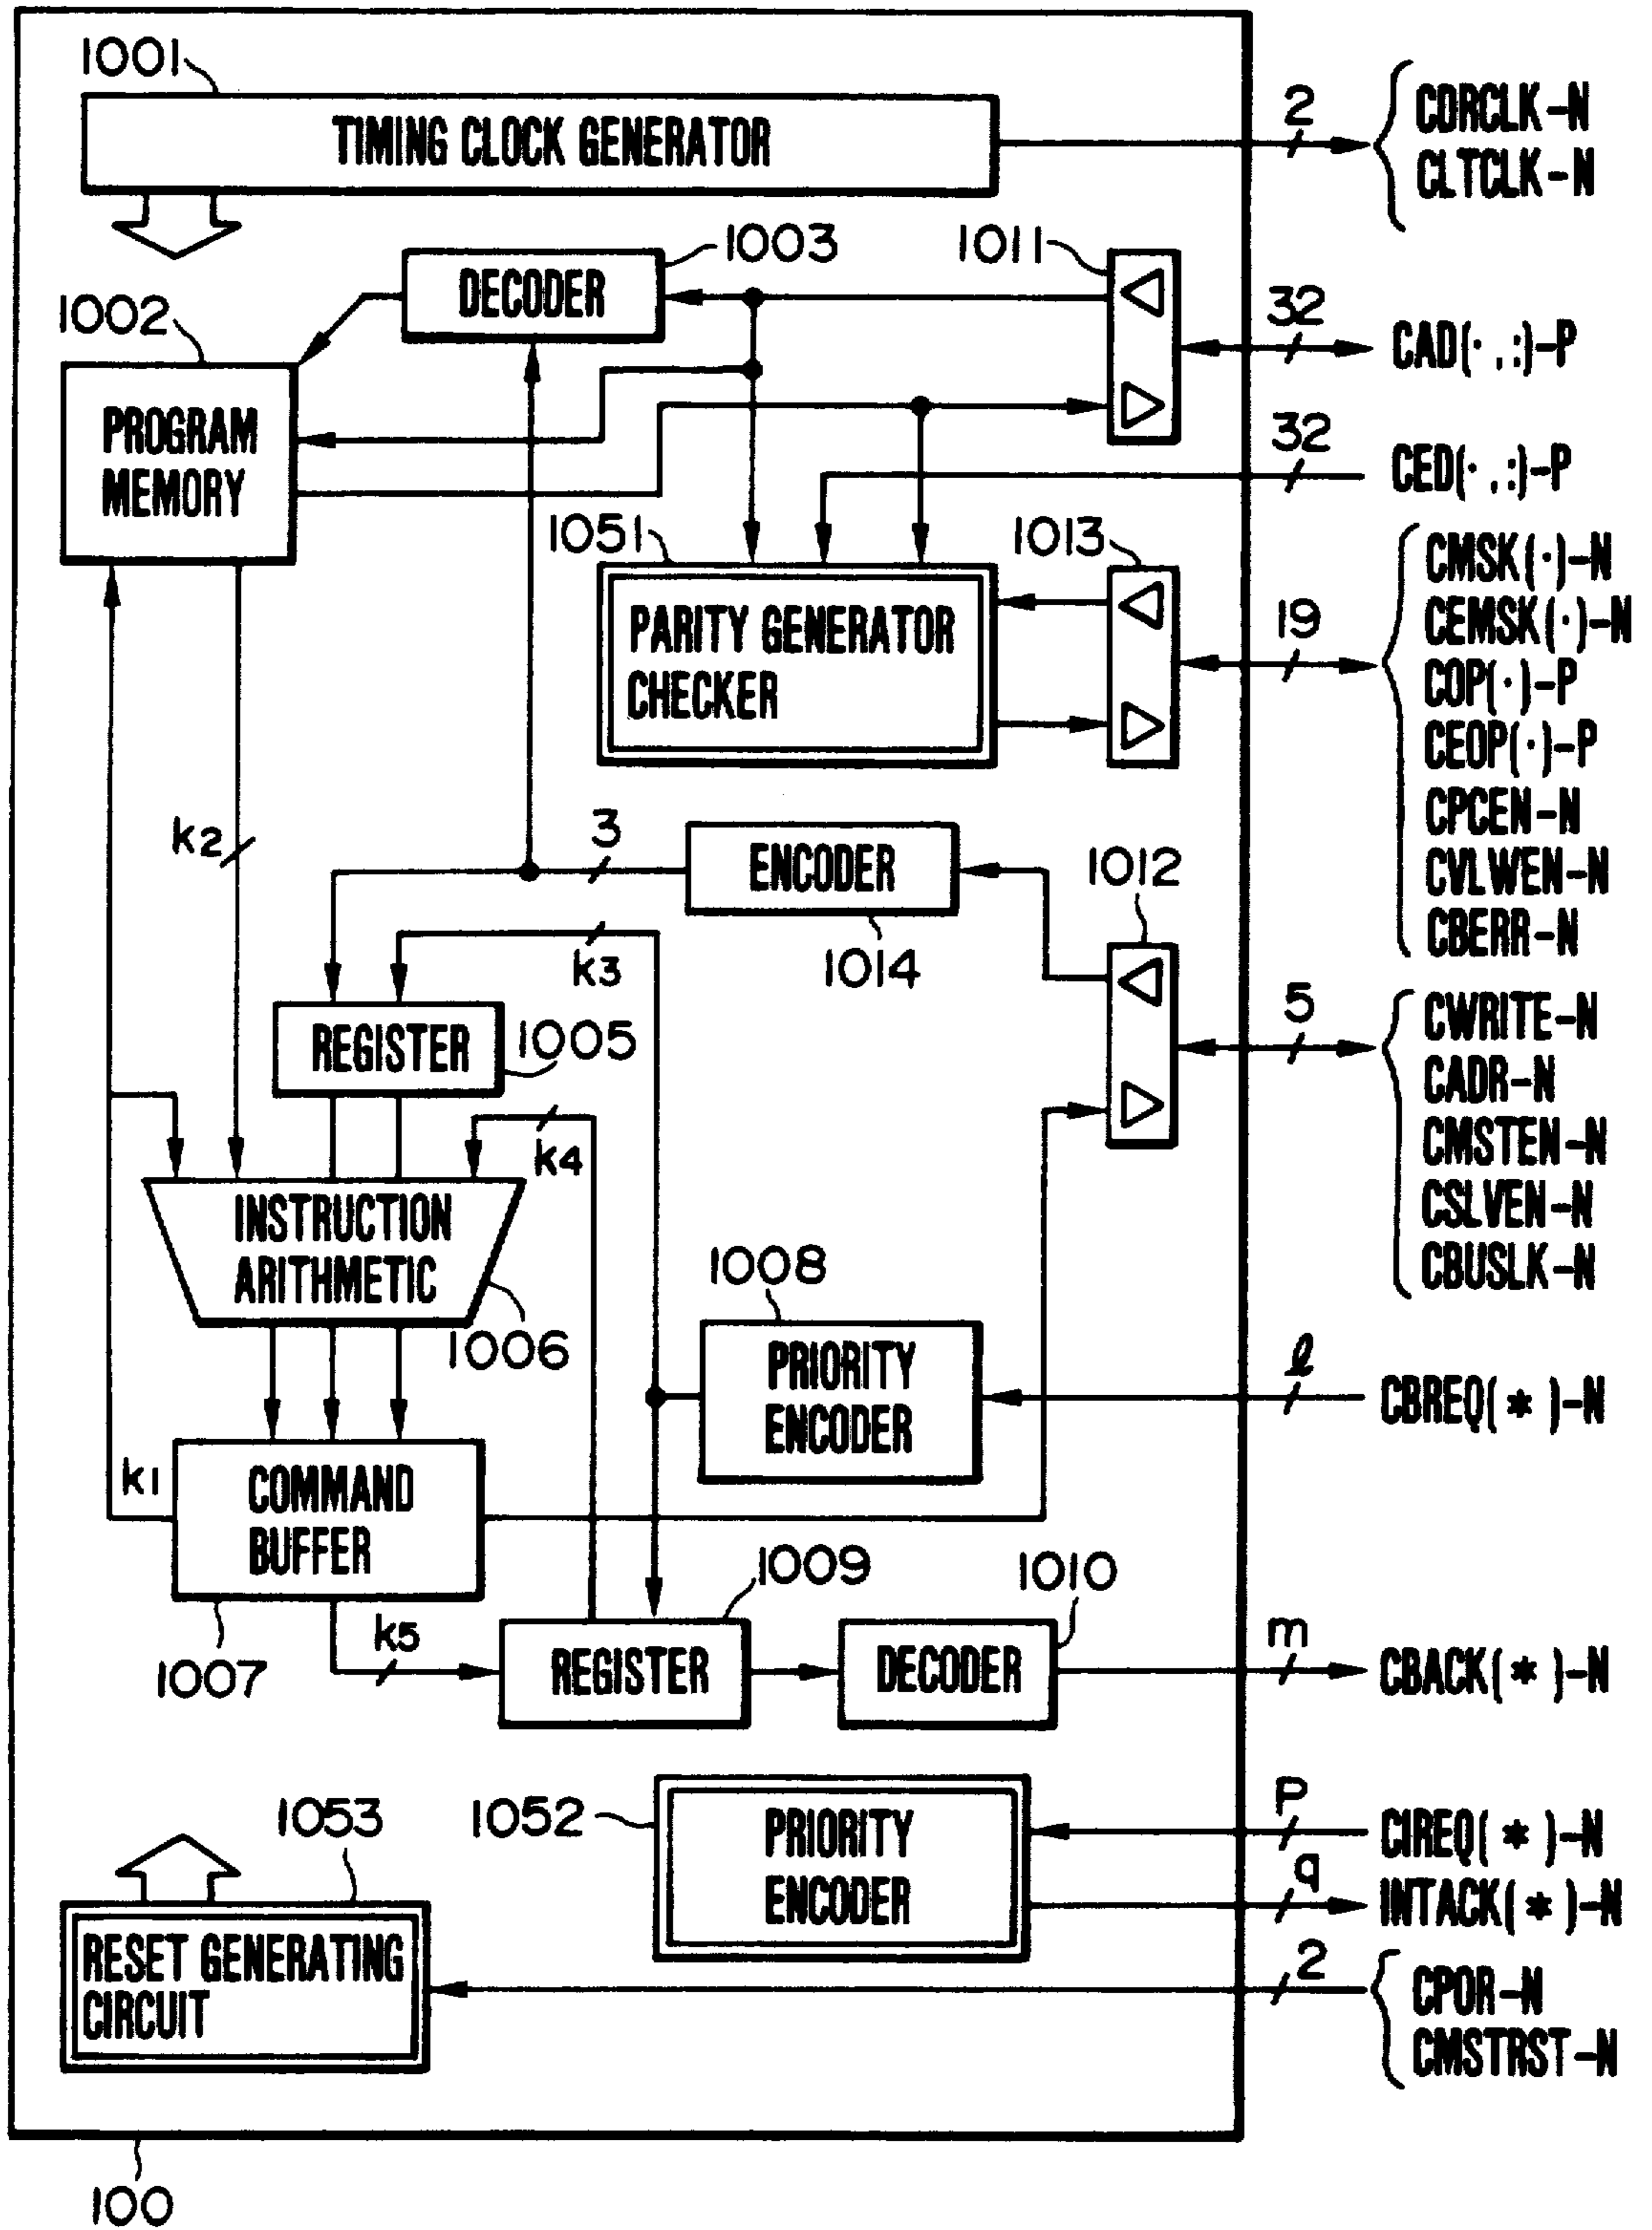 1001
TIMING CLOCK GENERATOR
2
CDRCLK-N
CLTCLK-N
1003
DECODER
1011
32
CAD(· ,:)-P
1002
PROGRAM
MEMORY
32
CED(· ,:)-P
1051
PARITY GENERATOR
CHECKER
1013
19
CMSK(·)-N
CEMSK(·)-N
COP(·)-P
CEOP(·)-P
CPCEN-N
CVLWEN-N
CBERR-N
k2
3
ENCODER
1014
1012
k3
5
CWRITE-N
CADR-N
CMSTEN-N
CSLVEN-N
CBUSLK-N
REGISTER
1005
k4
INSTRUCTION
ARITHMETIC
1006
1008
PRIORITY
ENCODER
ℓ
CBREQ( * )-N
k1
COMMAND
BUFFER
1007
k5
1009
REGISTER
1010
DECODER
m
CBACK( * )-N
1052
PRIORITY
ENCODER
P
CIREQ( * )-N
q
INTACK( * )-N
1053
RESET GENERATING
CIRCUIT
2
CPOR-N
CMSTRST-N
100